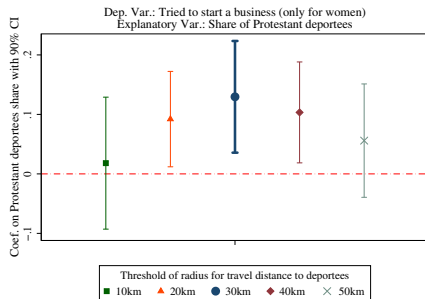 Dep. Var.: Tried to start a business (only for women)
Explanatory Var.: Share of Protestant deportees
Coef. on Protestant deportees share with 90% CI
.2
.1
0
-.1
Threshold of radius for travel distance to deportees
10km 20km 30km 40km 50km